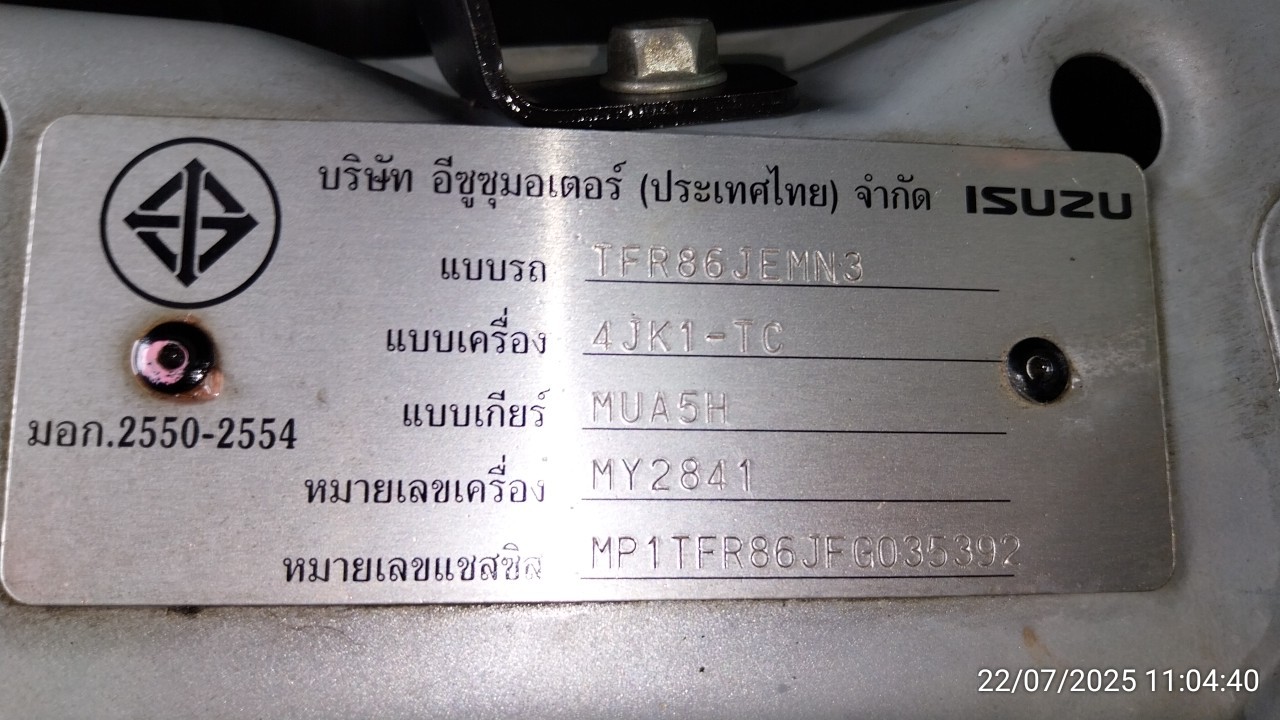 บริษัท อีซูซุมอเตอร์ (ประเทศไทย) จำกัด ISUZU
แบบรถ TFR86JEMN3
แบบเครื่อง 4JK1-TC
แบบเกียร์ MUA5H
มอก.2550-2554
หมายเลขเครื่อง MY2841
หมายเลขแชสซิส MP1TFR86JFG035392
22/07/2025 11:04:40